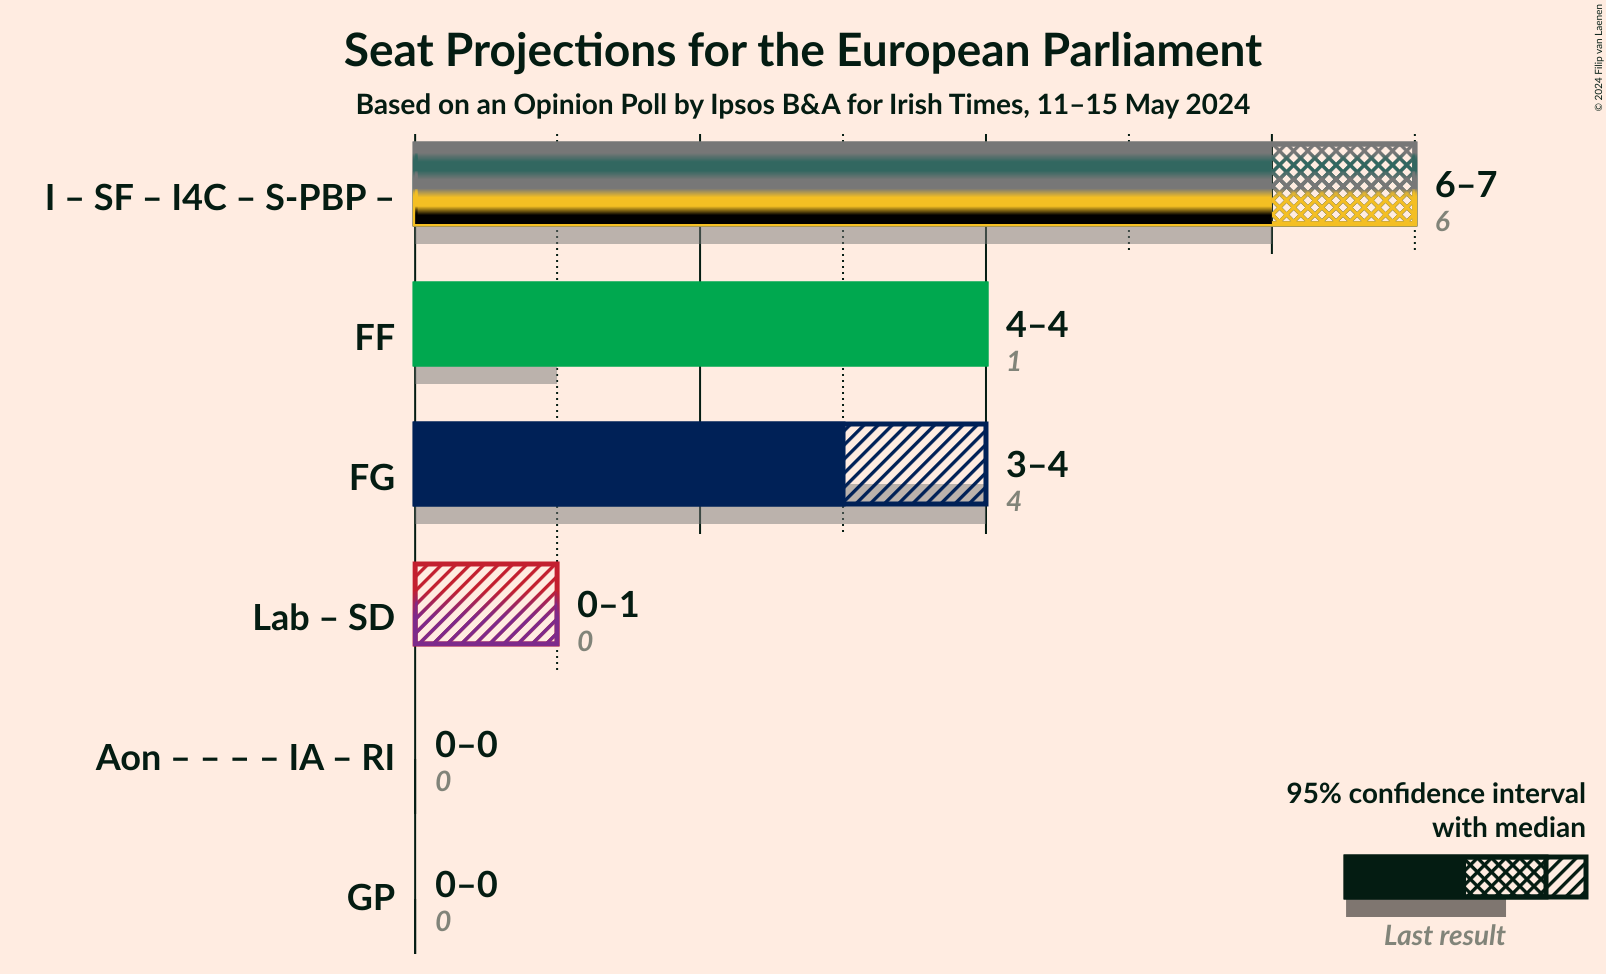 Seat Projections for the European Parliament
Based on an Opinion Poll by Ipsos B&A for Irish Times, 11–15 May 2024
© 2024 Filip van Laenen
I – SF – I4C – S-PBP –
6–7
6
FF
4–4
1
FG
3–4
4
Lab – SD
0–1
0
Aon – – – – IA – RI
0–0
0
GP
0–0
0
95% confidence interval
with median
Last result